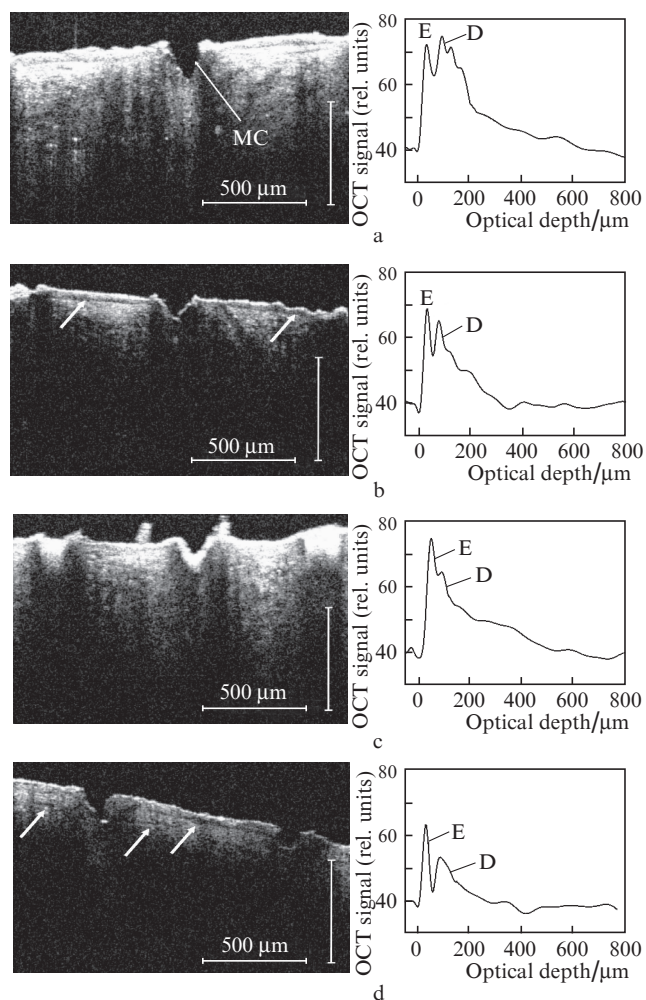 MC
500 µm
OCT signal (rel. units)
80
60
40
E
D
0 200 400 600 800
Optical depth/µm
a
500 µm
OCT signal (rel. units)
80
60
40
E
D
0 200 400 600 800
Optical depth/µm
b
500 µm
OCT signal (rel. units)
80
60
40
E
D
0 200 400 600 800
Optical depth/µm
c
500 µm
OCT signal (rel. units)
80
60
40
E
D
0 200 400 600 800
Optical depth/µm
d